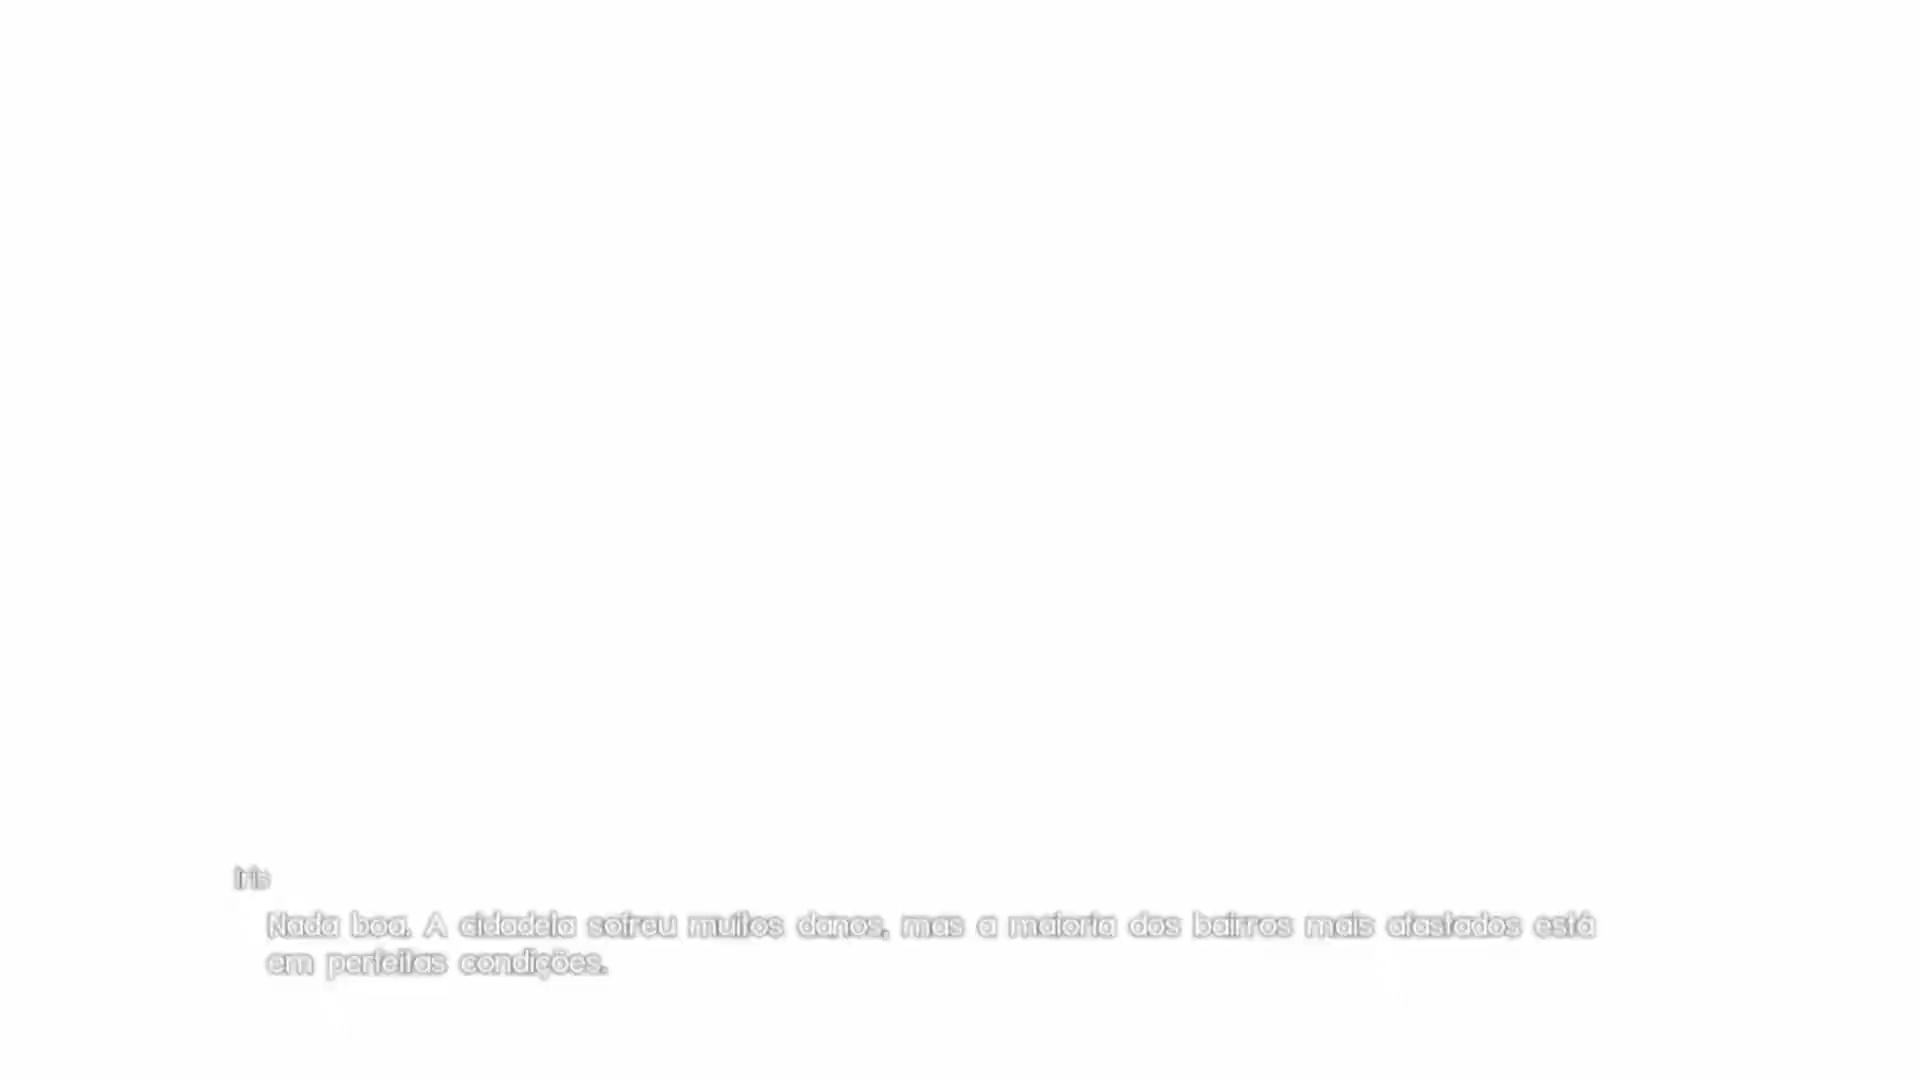 Iris
Nada boa. A cidadela sofreu muitos danos, mas a maioria dos bairros mais afastados está
em perfeitas condições.